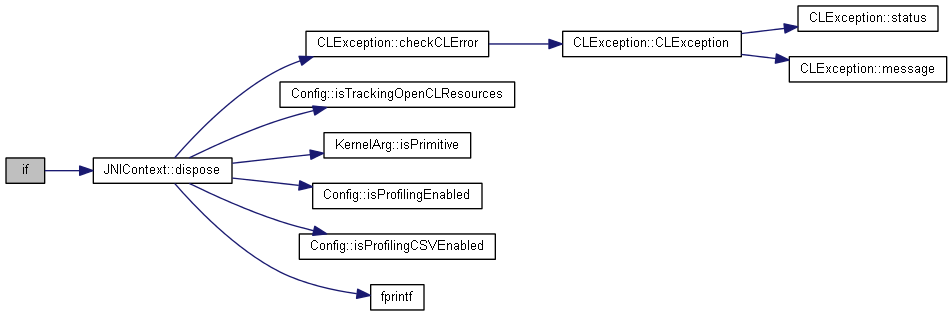 if
JNIContext::dispose
CLException::checkCLError
Config::isTrackingOpenCLResources
KernelArg::isPrimitive
Config::isProfilingEnabled
Config::isProfilingCSVEnabled
fprintf
CLException::CLException
CLException::status
CLException::message